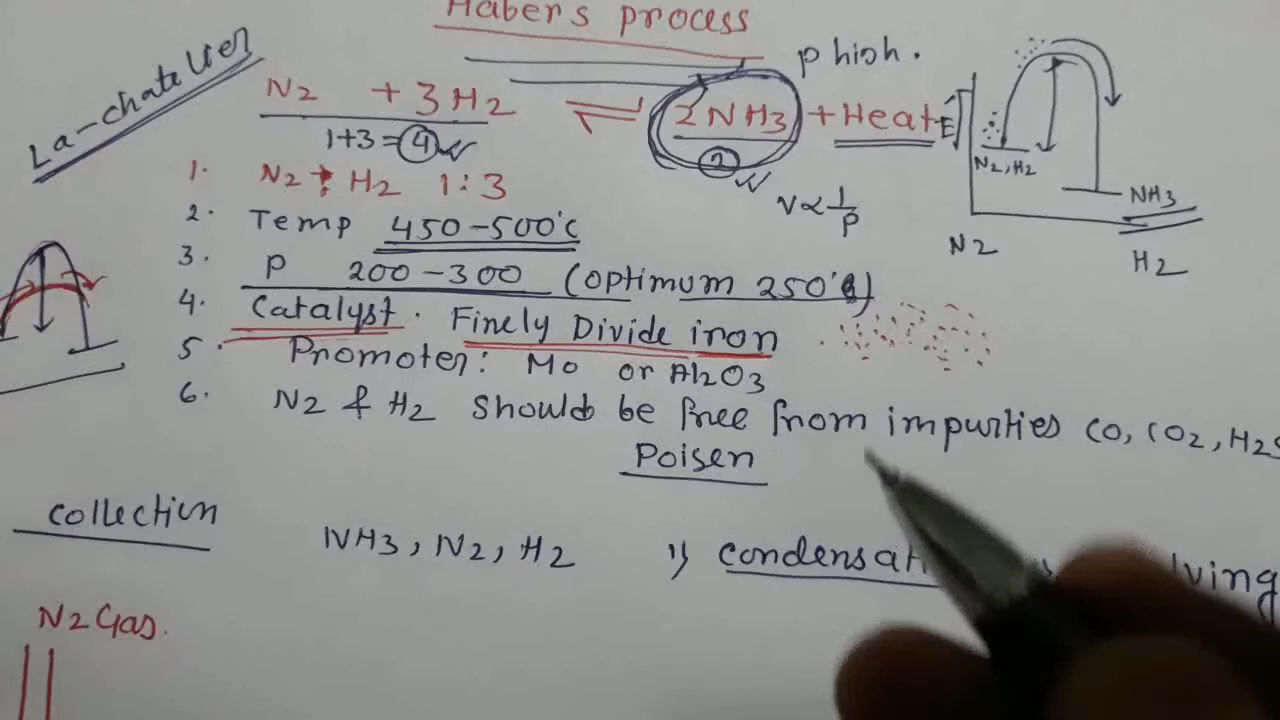 Habers process
La-chatelier
P high.
N2 + 3H2 ⇌ 2NH3 + Heat
1+3=4
2
V∝1/P
E
N2,H2
NH3
N2
H2
1. N2 : H2 1:3
2. Temp 450-500°C
3. P 200-300 (optimum 250
4. Catalyst. Finely Divide iron
5. Promoter: Mo or Al2O3
6. N2 & H2 should be free from impurties CO, CO2, H2S
Poisen
collection
NH3, N2, H2 1) condensat
lving
N2 Gas.